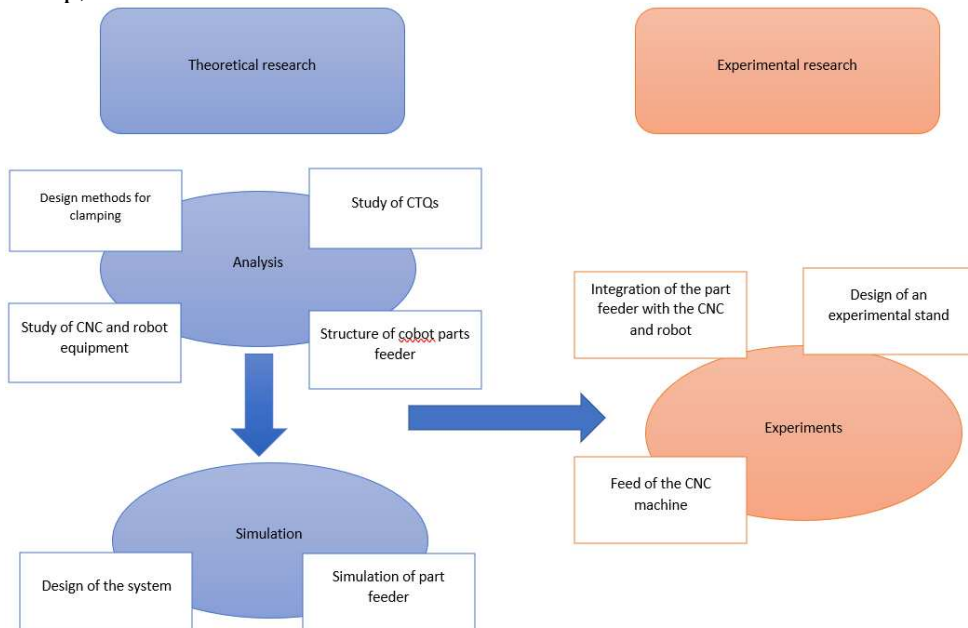 Theoretical research
Experimental research
Design methods for
clamping
Study of CTQs
Analysis
Study of CNC and robot
equipment
Structure of cobot parts
feeder
Integration of the part
feeder with the CNC
and robot
Design of an
experimental stand
Experiments
Feed of the CNC
machine
Simulation
Design of the system
Simulation of part
feeder